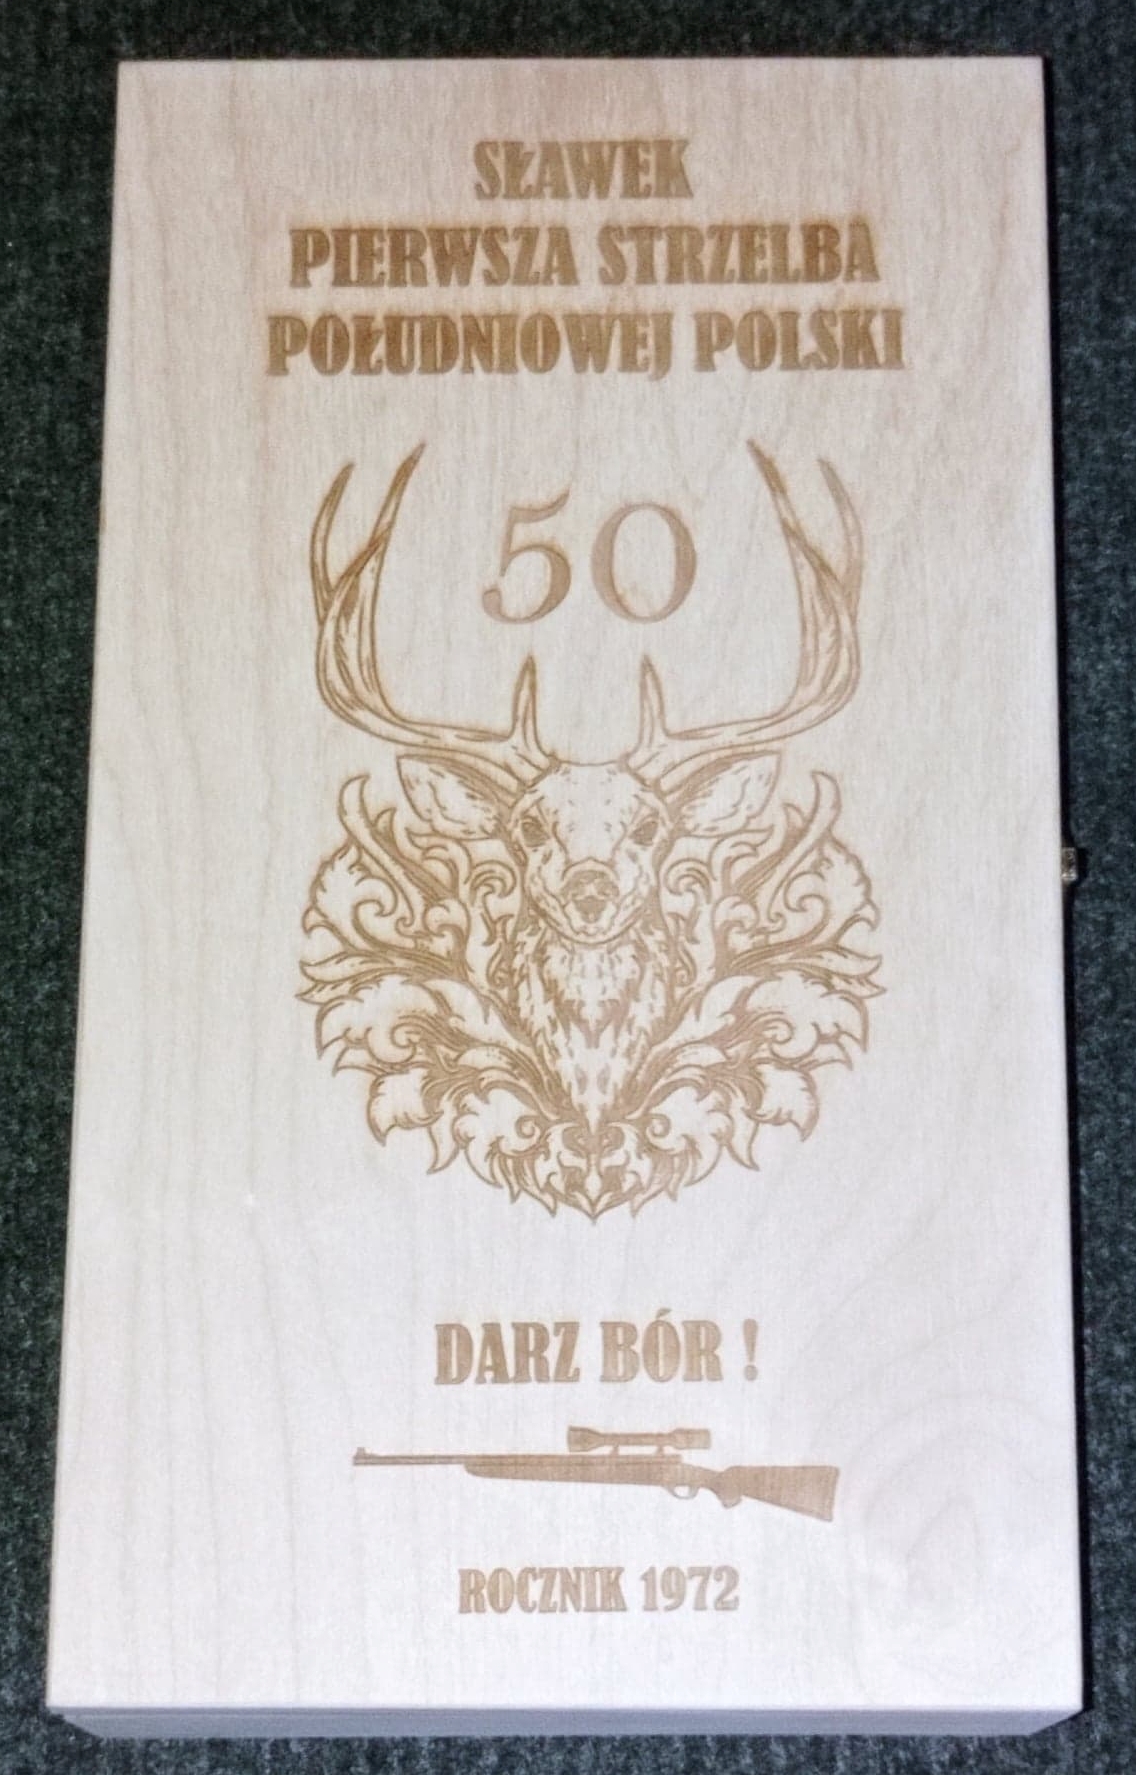 SŁAWEK
PIERWSZA STRZELBA
POŁUDNIOWEJ POLSKI
50
DARZ BÓR !
ROCZNIK 1972